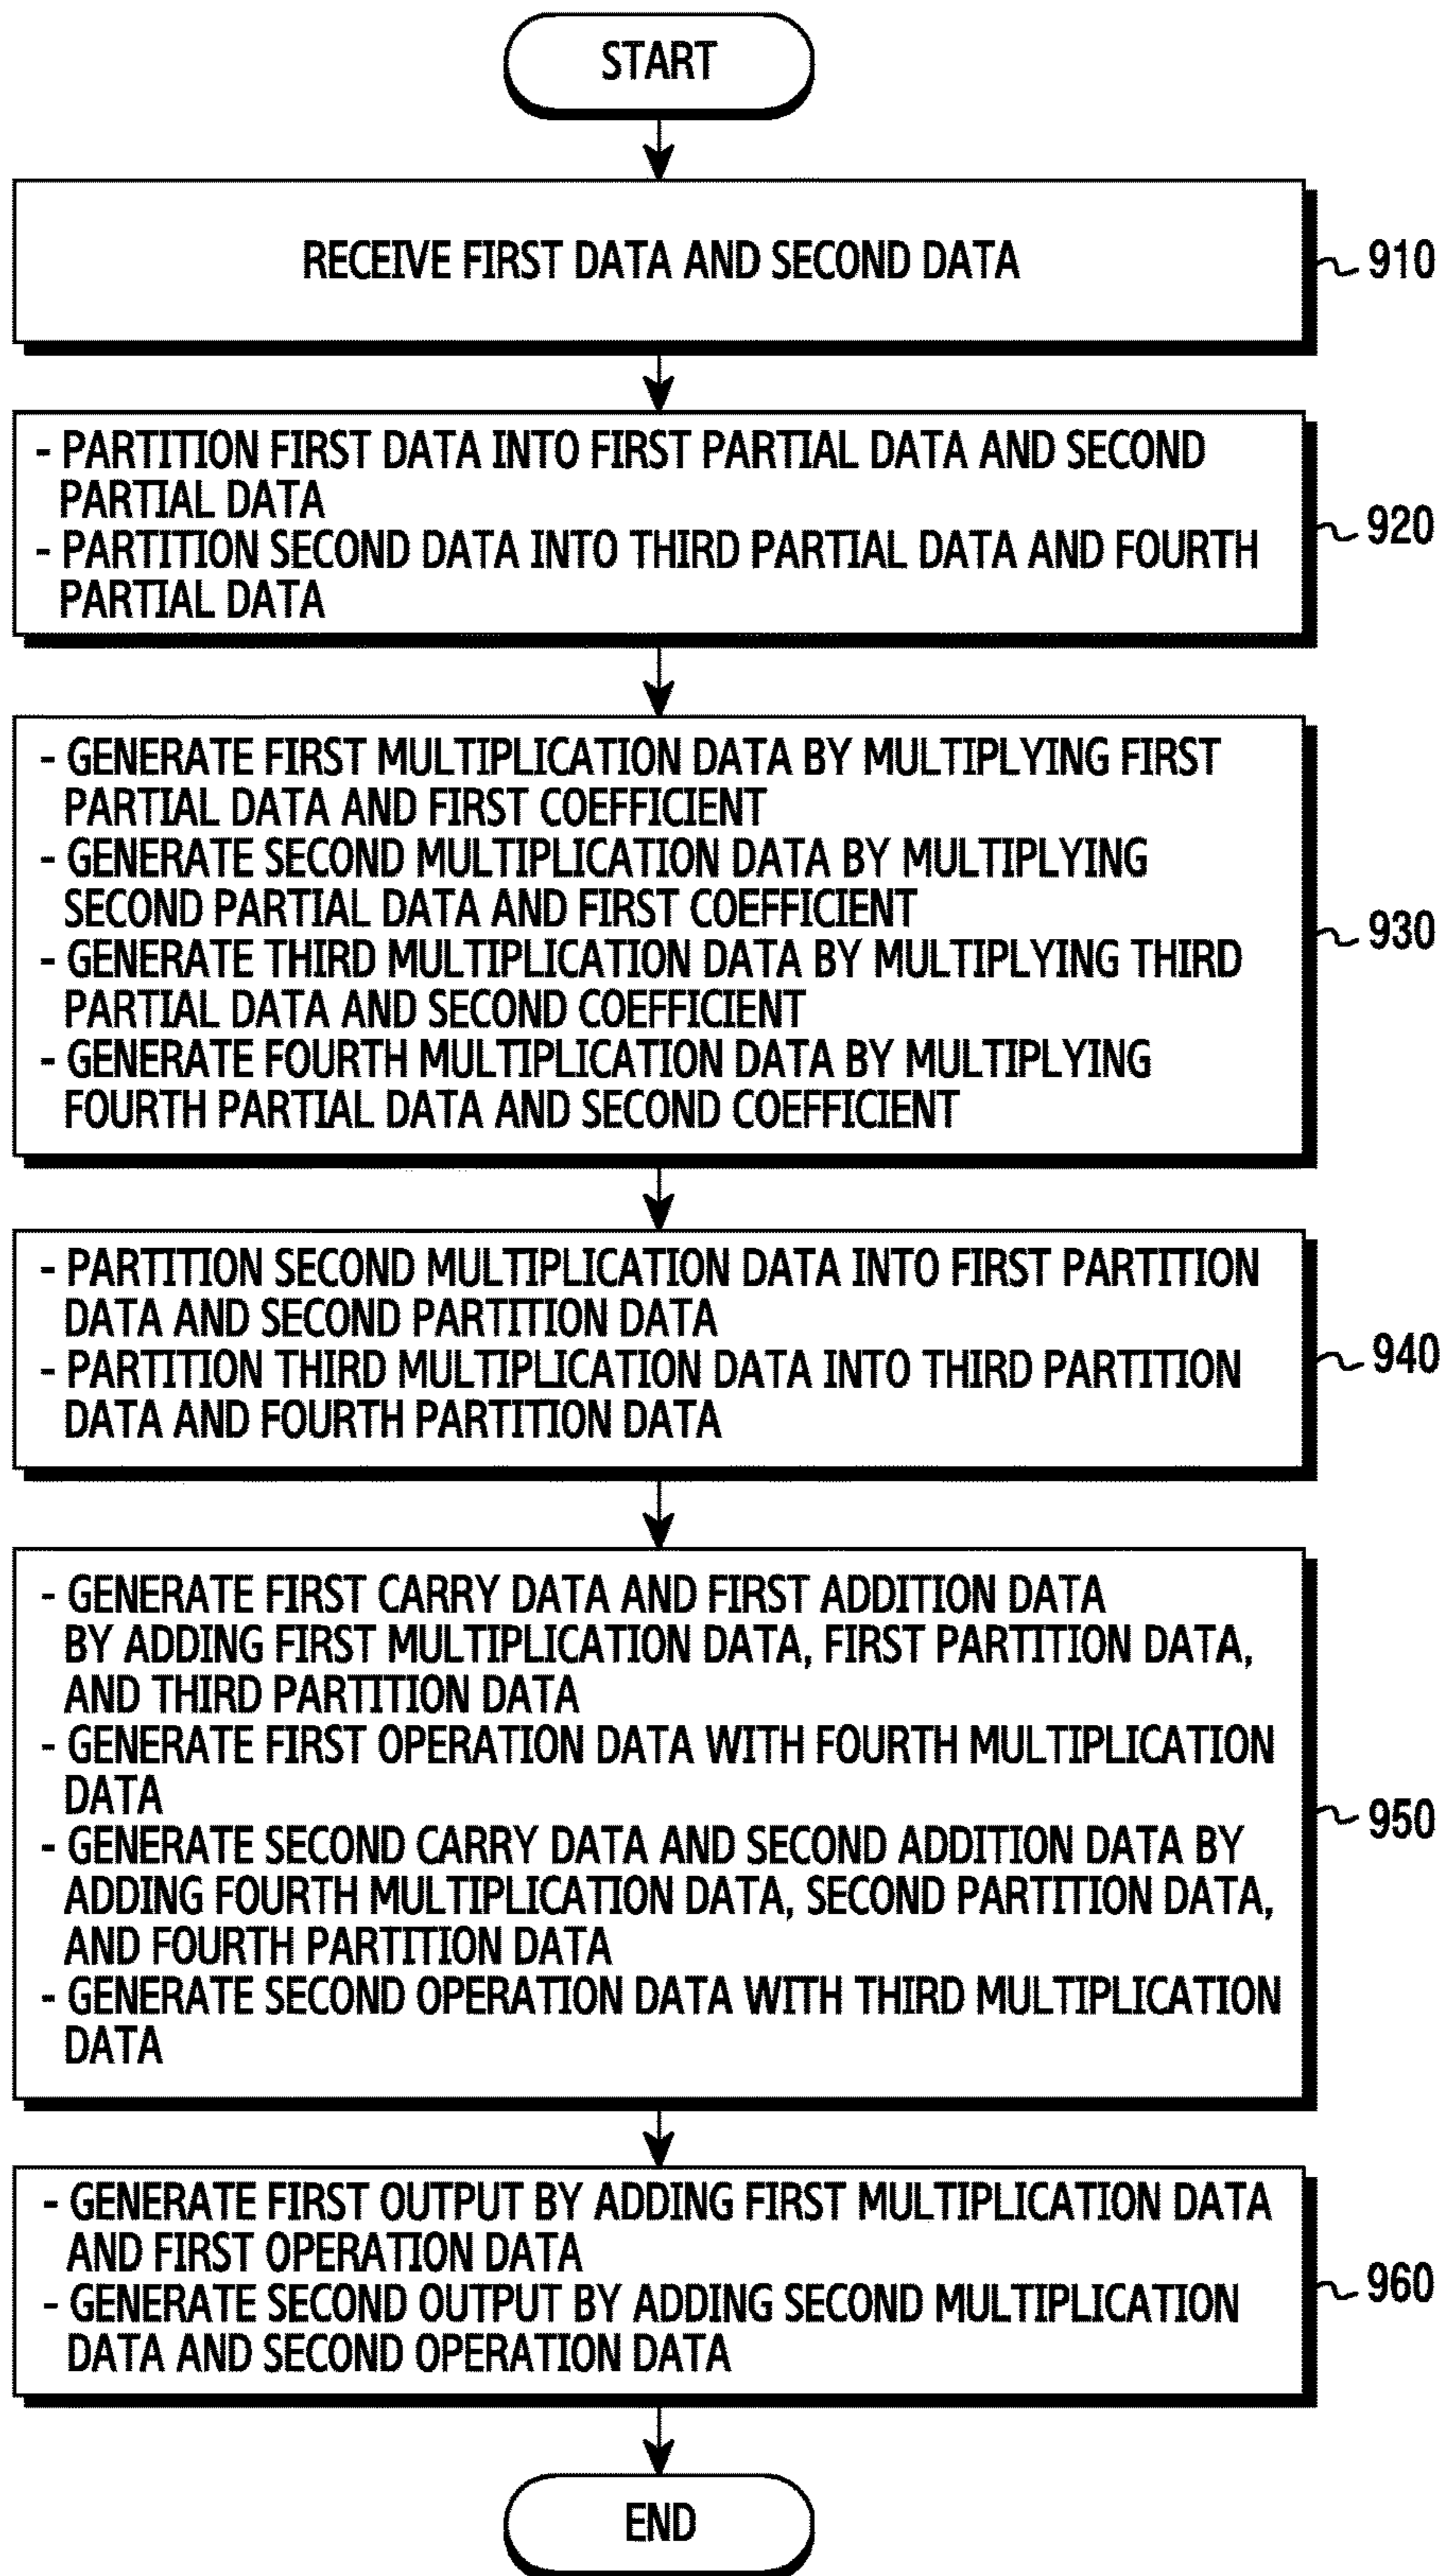 START
RECEIVE FIRST DATA AND SECOND DATA
910
- PARTITION FIRST DATA INTO FIRST PARTIAL DATA AND SECOND
PARTIAL DATA
- PARTITION SECOND DATA INTO THIRD PARTIAL DATA AND FOURTH
PARTIAL DATA
920
- GENERATE FIRST MULTIPLICATION DATA BY MULTIPLYING FIRST
PARTIAL DATA AND FIRST COEFFICIENT
- GENERATE SECOND MULTIPLICATION DATA BY MULTIPLYING
SECOND PARTIAL DATA AND FIRST COEFFICIENT
- GENERATE THIRD MULTIPLICATION DATA BY MULTIPLYING THIRD
PARTIAL DATA AND SECOND COEFFICIENT
- GENERATE FOURTH MULTIPLICATION DATA BY MULTIPLYING
FOURTH PARTIAL DATA AND SECOND COEFFICIENT
930
- PARTITION SECOND MULTIPLICATION DATA INTO FIRST PARTITION
DATA AND SECOND PARTITION DATA
- PARTITION THIRD MULTIPLICATION DATA INTO THIRD PARTITION
DATA AND FOURTH PARTITION DATA
940
- GENERATE FIRST CARRY DATA AND FIRST ADDITION DATA
BY ADDING FIRST MULTIPLICATION DATA, FIRST PARTITION DATA,
AND THIRD PARTITION DATA
- GENERATE FIRST OPERATION DATA WITH FOURTH MULTIPLICATION
DATA
- GENERATE SECOND CARRY DATA AND SECOND ADDITION DATA BY
ADDING FOURTH MULTIPLICATION DATA, SECOND PARTITION DATA,
AND FOURTH PARTITION DATA
- GENERATE SECOND OPERATION DATA WITH THIRD MULTIPLICATION
DATA
950
- GENERATE FIRST OUTPUT BY ADDING FIRST MULTIPLICATION DATA
AND FIRST OPERATION DATA
- GENERATE SECOND OUTPUT BY ADDING SECOND MULTIPLICATION
DATA AND SECOND OPERATION DATA
960
END